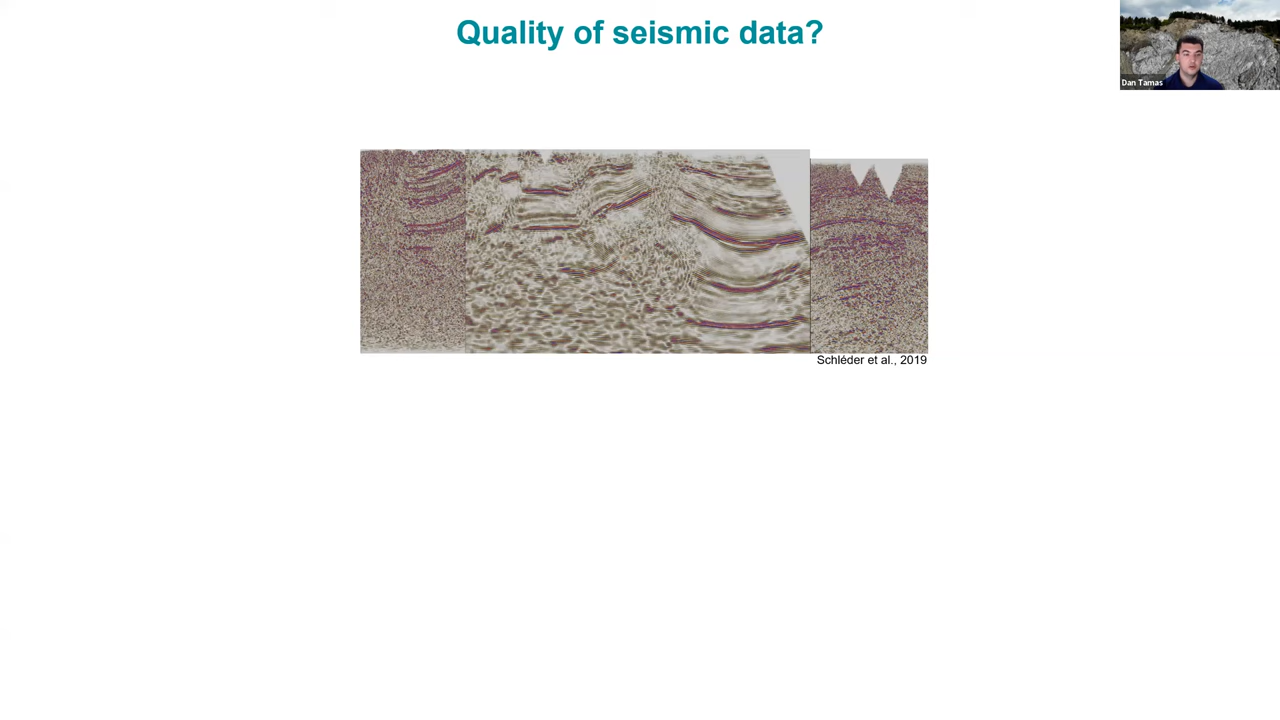 Quality of seismic data?
Dan Tamas
Schléder et al., 2019